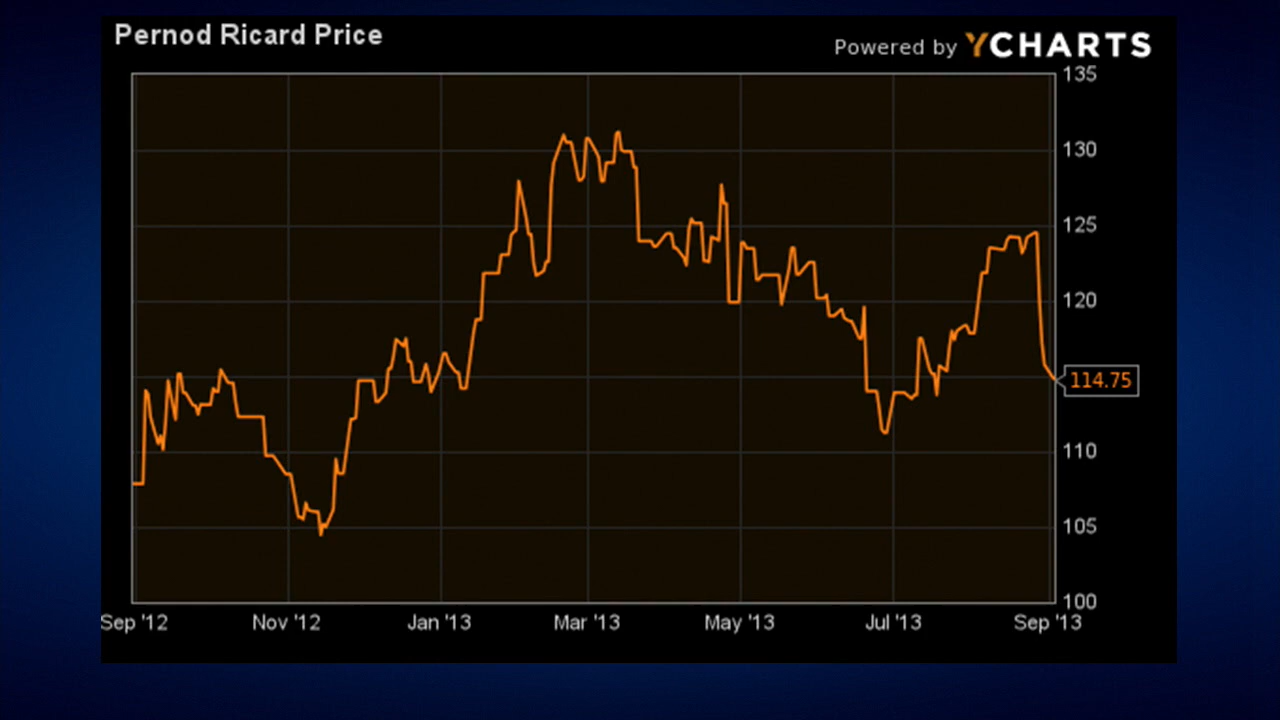 Pernod Ricard Price
Powered by YCHARTS
135
130
125
120
114.75
110
105
100
Sep '12 Nov '12 Jan '13 Mar '13 May '13 Jul '13 Sep '13